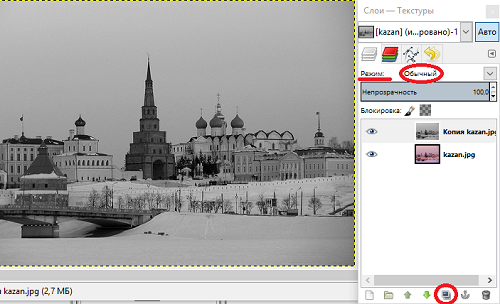 Слои — Текстуры
[kazan] (и...ровано)-1
Авто
Режим:
Обычный
Непрозрачность
100,0
Блокировка:
Копия kazan.jpg
kazan.jpg
kazan.jpg (2,7 МБ)